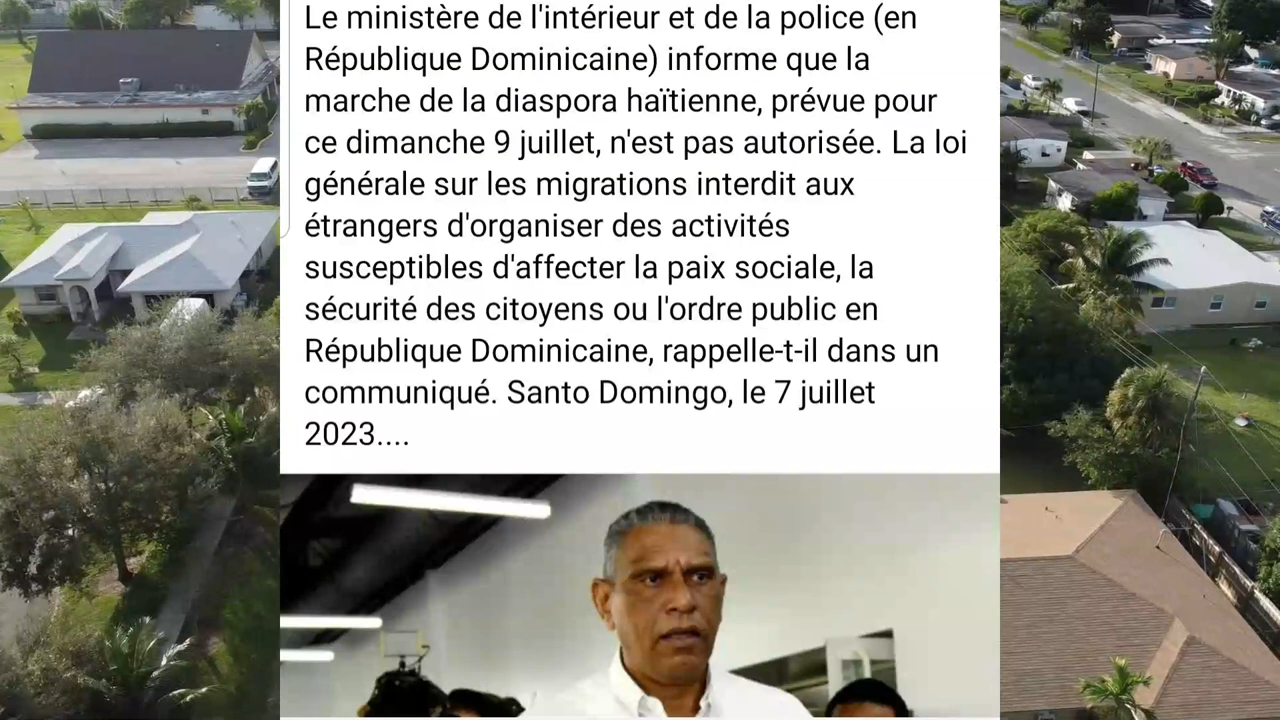 Le ministère de l'intérieur et de la police (en
République Dominicaine) informe que la
marche de la diaspora haïtienne, prévue pour
ce dimanche 9 juillet, n'est pas autorisée. La loi
générale sur les migrations interdit aux
étrangers d'organiser des activités
susceptibles d'affecter la paix sociale, la
sécurité des citoyens ou l'ordre public en
République Dominicaine, rappelle-t-il dans un
communiqué. Santo Domingo, le 7 juillet
2023....